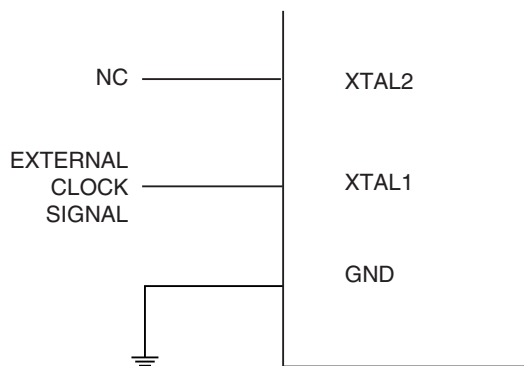 NC
XTAL2
EXTERNAL
CLOCK
SIGNAL
XTAL1
GND